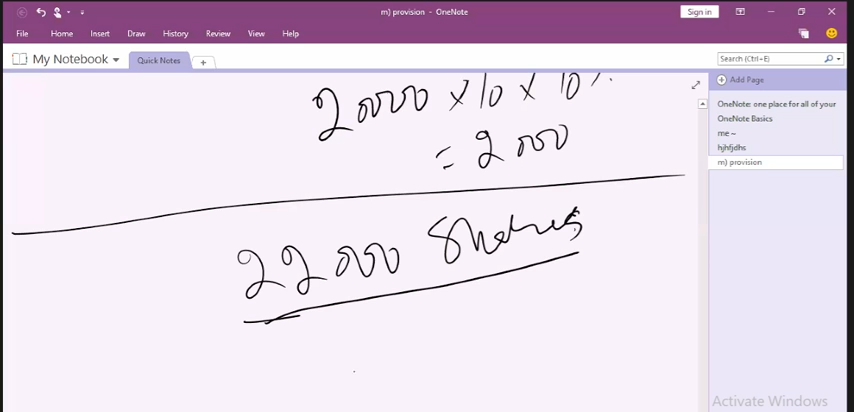 m) provision - OneNote
Sign in
File Home Insert Draw History Review View Help
My Notebook Quick Notes
Search (Ctrl+E)
Add Page
OneNote: one place for all of your
OneNote Basics
me ~
hjhfjdhs
m) provision
20000 × 10 × 10%
= 2000
22000 Shares
Activate Windows